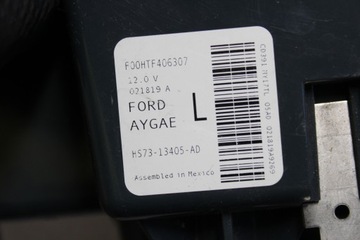 F00HTF406307
12.0 V
021819 A
FORD
L
AYGAE
HS73-13405-AD
Assembled in Mexico